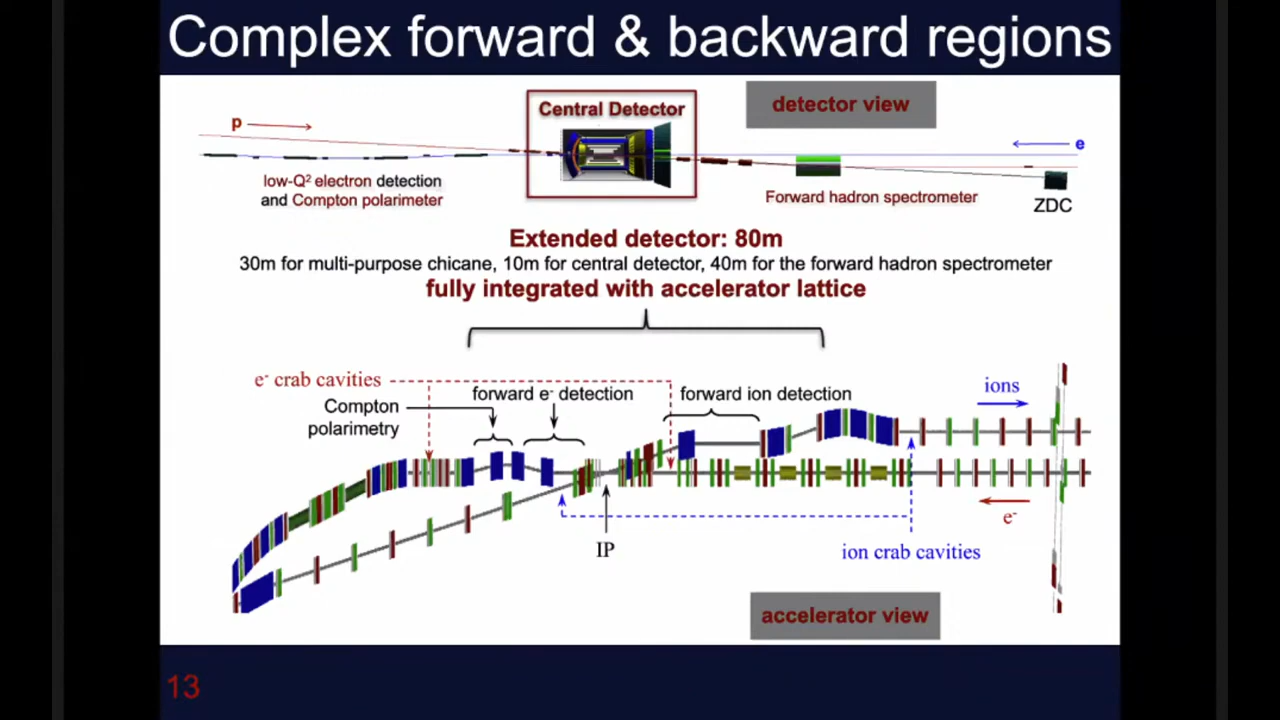 Complex forward & backward regions
detector view
Central Detector
p
e
low-Q² electron detection
and Compton polarimeter
Forward hadron spectrometer
ZDC
Extended detector: 80m
30m for multi-purpose chicane, 10m for central detector, 40m for the forward hadron spectrometer
fully integrated with accelerator lattice
e⁻ crab cavities
forward e⁻ detection
forward ion detection
ions
Compton
polarimetry
e⁻
IP
ion crab cavities
accelerator view
13